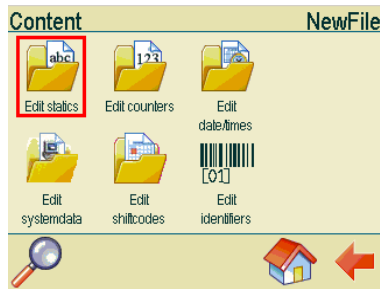 Content NewFile
abc 123
Edit statics Edit counters Edit
date/times
[01]
Edit Edit Edit
systemdata shiftcodes identifiers